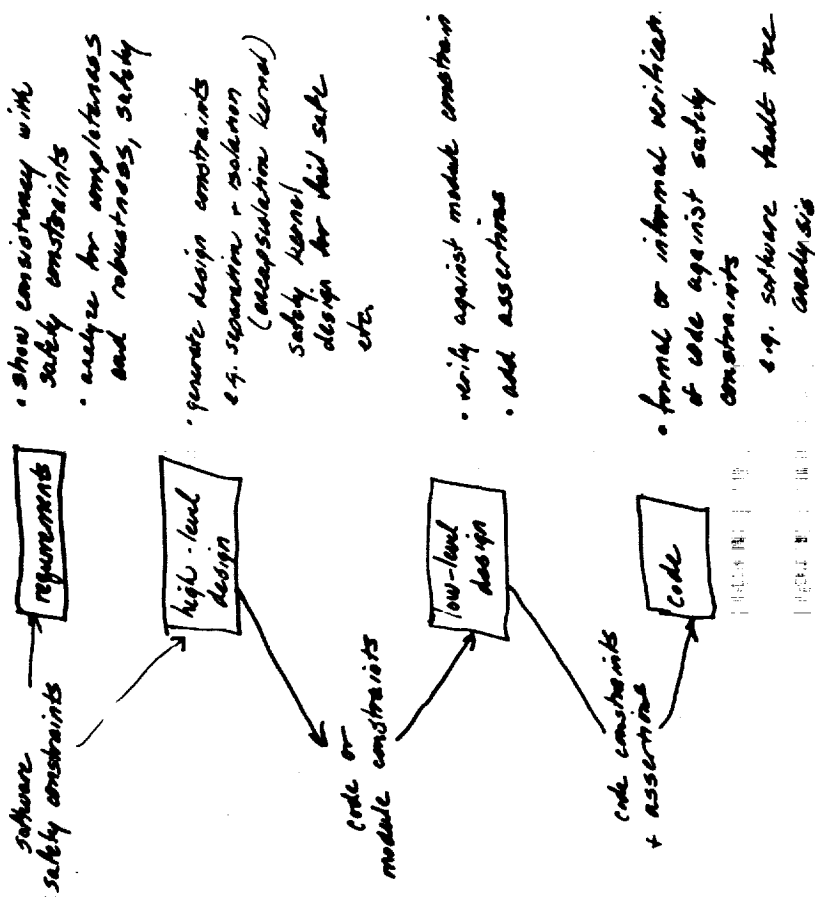 software
safety constraints
requirements
• show consistency with
safety constraints
• analyze for completeness
and robustness, safety
high-level
design
• generate design constraints
e.g. separation + isolation
(encapsulation kernel)
safety kernel
design for fail safe
etc.
code or
module constraints
low-level
design
• verify against module constrain
• add assertions
code constraints
+ assertions
code
• formal or informal verification
of code against safety
constraints
e.g. software fault tree
analysis